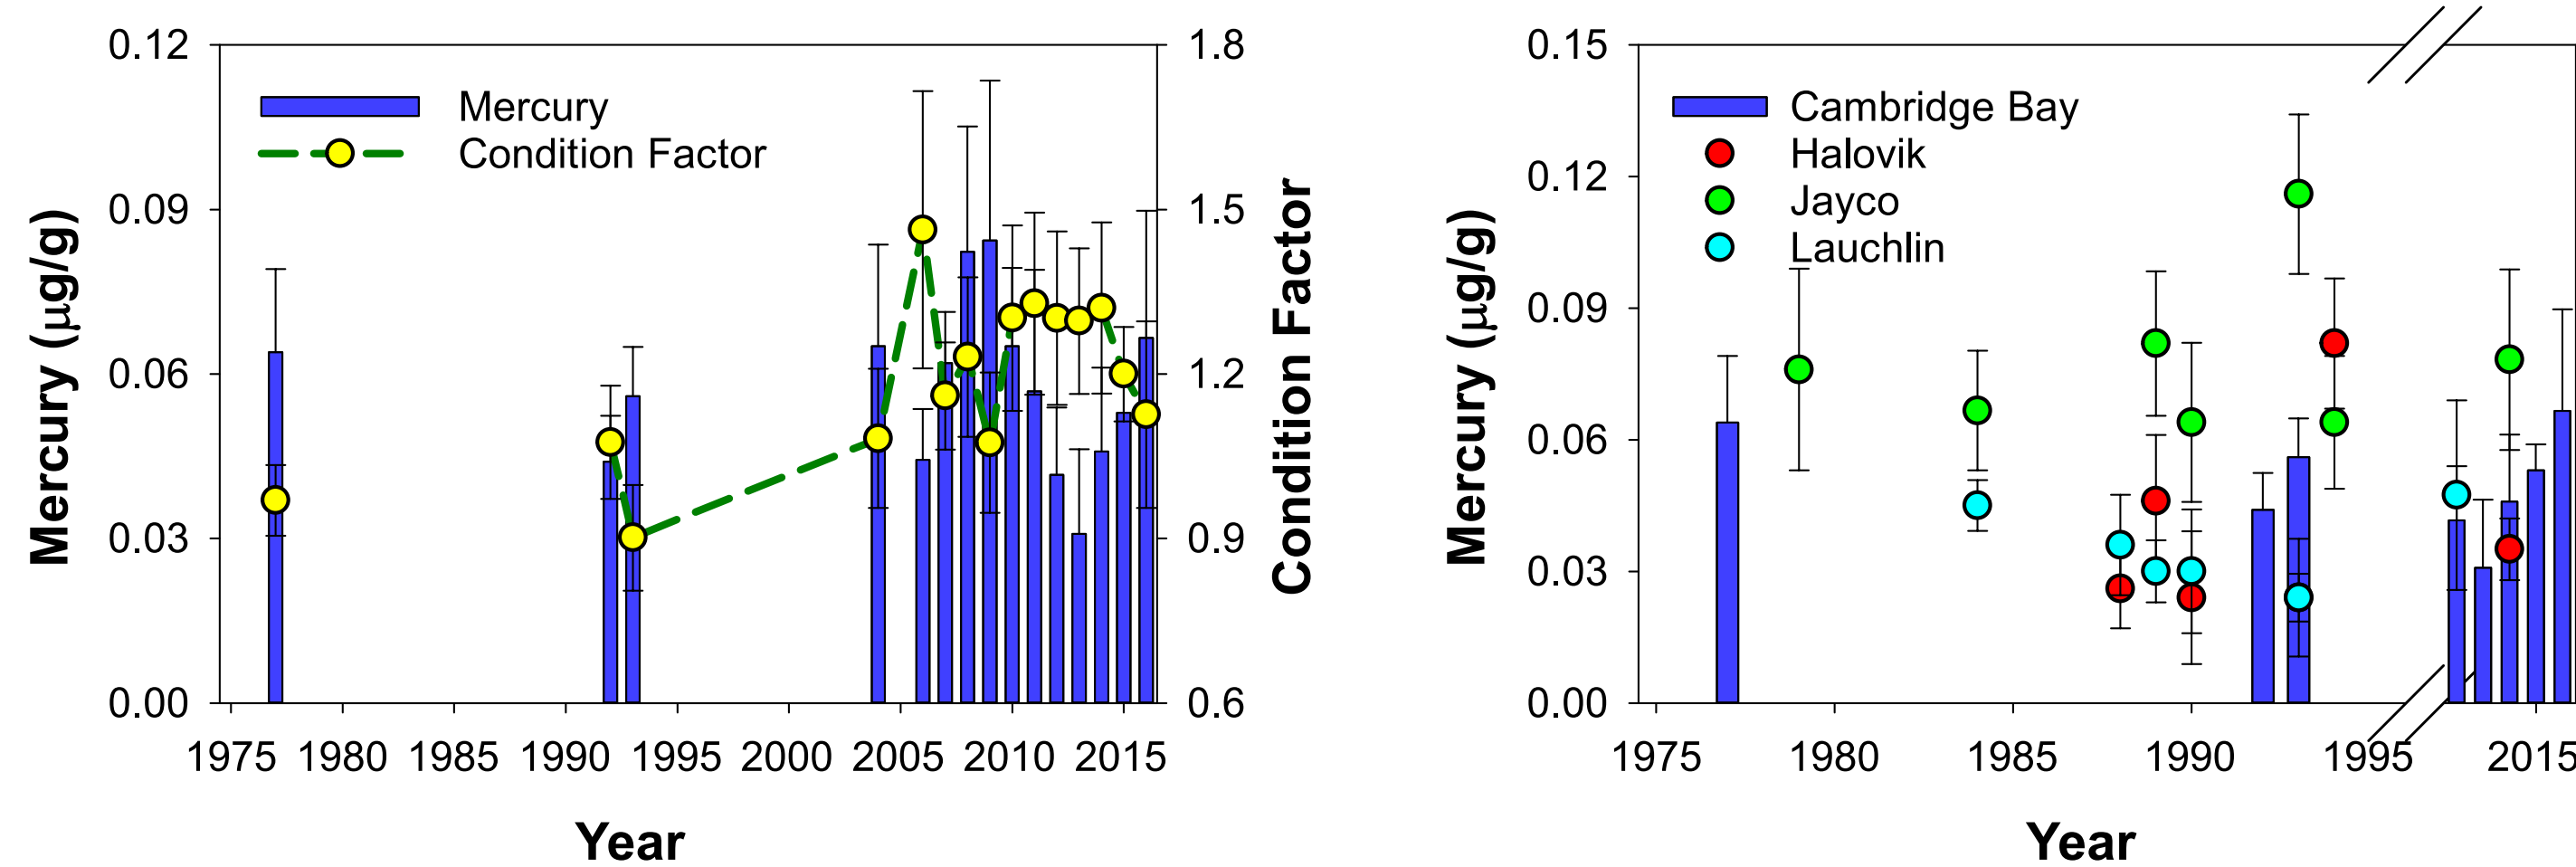 0.12
0.09
0.06
0.03
0.00
Mercury (µg/g)
Mercury
Condition Factor
1.8
1.5
1.2
0.9
0.6
Condition Factor
1975 1980 1985 1990 1995 2000 2005 2010 2015
Year
0.15
0.12
0.09
0.06
0.03
0.00
Mercury (µg/g)
Cambridge Bay
Halovik
Jayco
Lauchlin
1975 1980 1985 1990 1995 2015
Year